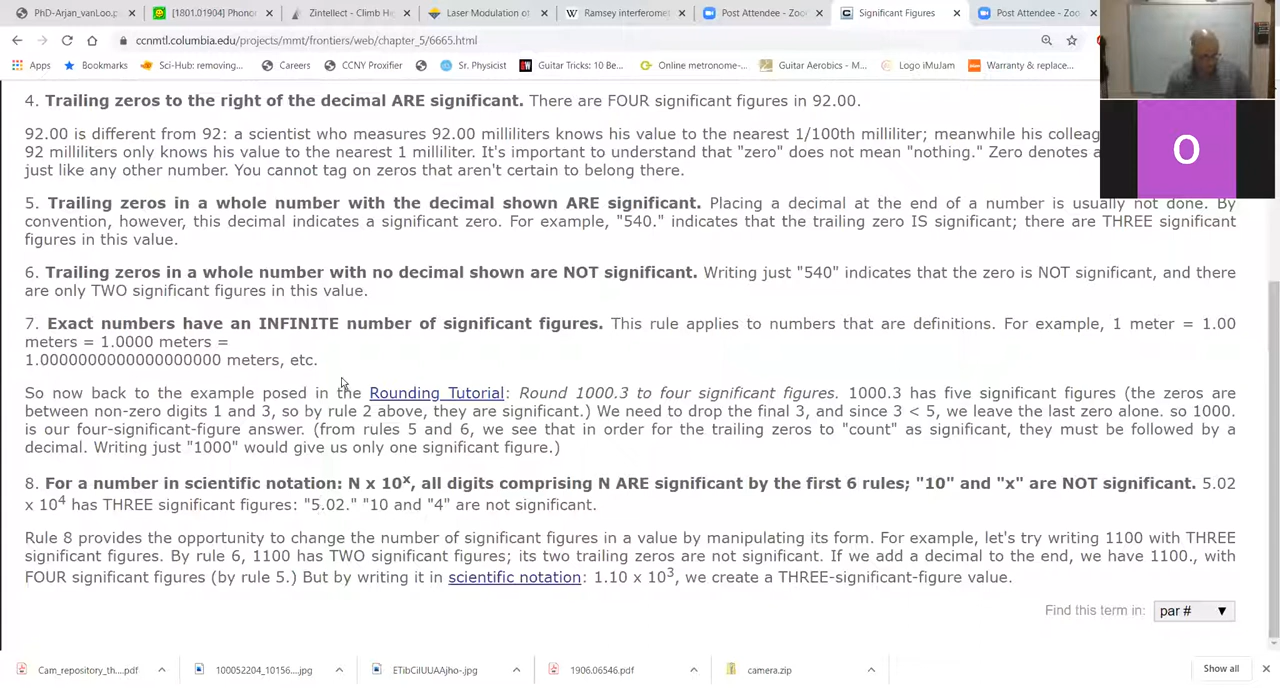 PhD-Arjan_vanLoo.p
[1801.01904] Phonon
Zintellect - Climb Hi
Laser Modulation of
Ramsey interferomet
Post Attendee - Zoo
Significant Figures
Post Attendee - Zoo
ccnmtl.columbia.edu/projects/mmt/frontiers/web/chapter_5/6665.html
Apps Bookmarks Sci-Hub: removing... Careers CCNY Proxifier Sr. Physicist Guitar Tricks: 10 Be... Online metronome-... Guitar Aerobics - M... Logo iMuJam Warranty & replace...
4. Trailing zeros to the right of the decimal ARE significant. There are FOUR significant figures in 92.00.
92.00 is different from 92: a scientist who measures 92.00 milliliters knows his value to the nearest 1/100th milliliter; meanwhile his colleag
92 milliliters only knows his value to the nearest 1 milliliter. It's important to understand that "zero" does not mean "nothing." Zero denotes a
just like any other number. You cannot tag on zeros that aren't certain to belong there.
O
5. Trailing zeros in a whole number with the decimal shown ARE significant. Placing a decimal at the end of a number is usually not done. By
convention, however, this decimal indicates a significant zero. For example, "540." indicates that the trailing zero IS significant; there are THREE significant
figures in this value.
6. Trailing zeros in a whole number with no decimal shown are NOT significant. Writing just "540" indicates that the zero is NOT significant, and there
are only TWO significant figures in this value.
7. Exact numbers have an INFINITE number of significant figures. This rule applies to numbers that are definitions. For example, 1 meter = 1.00
meters = 1.0000 meters =
1.0000000000000000000 meters, etc.
So now back to the example posed in the Rounding Tutorial: Round 1000.3 to four significant figures. 1000.3 has five significant figures (the zeros are
between non-zero digits 1 and 3, so by rule 2 above, they are significant.) We need to drop the final 3, and since 3 < 5, we leave the last zero alone. so 1000.
is our four-significant-figure answer. (from rules 5 and 6, we see that in order for the trailing zeros to "count" as significant, they must be followed by a
decimal. Writing just "1000" would give us only one significant figure.)
8. For a number in scientific notation: N x 10ˣ, all digits comprising N ARE significant by the first 6 rules; "10" and "x" are NOT significant. 5.02
x 10⁴ has THREE significant figures: "5.02." "10 and "4" are not significant.
Rule 8 provides the opportunity to change the number of significant figures in a value by manipulating its form. For example, let's try writing 1100 with THREE
significant figures. By rule 6, 1100 has TWO significant figures; its two trailing zeros are not significant. If we add a decimal to the end, we have 1100., with
FOUR significant figures (by rule 5.) But by writing it in scientific notation: 1.10 x 10³, we create a THREE-significant-figure value.
Find this term in: par #
Cam_repository_th....pdf
100052204_10156....jpg
ETibCiIUUAAjho-.jpg
1906.06546.pdf
camera.zip
Show all